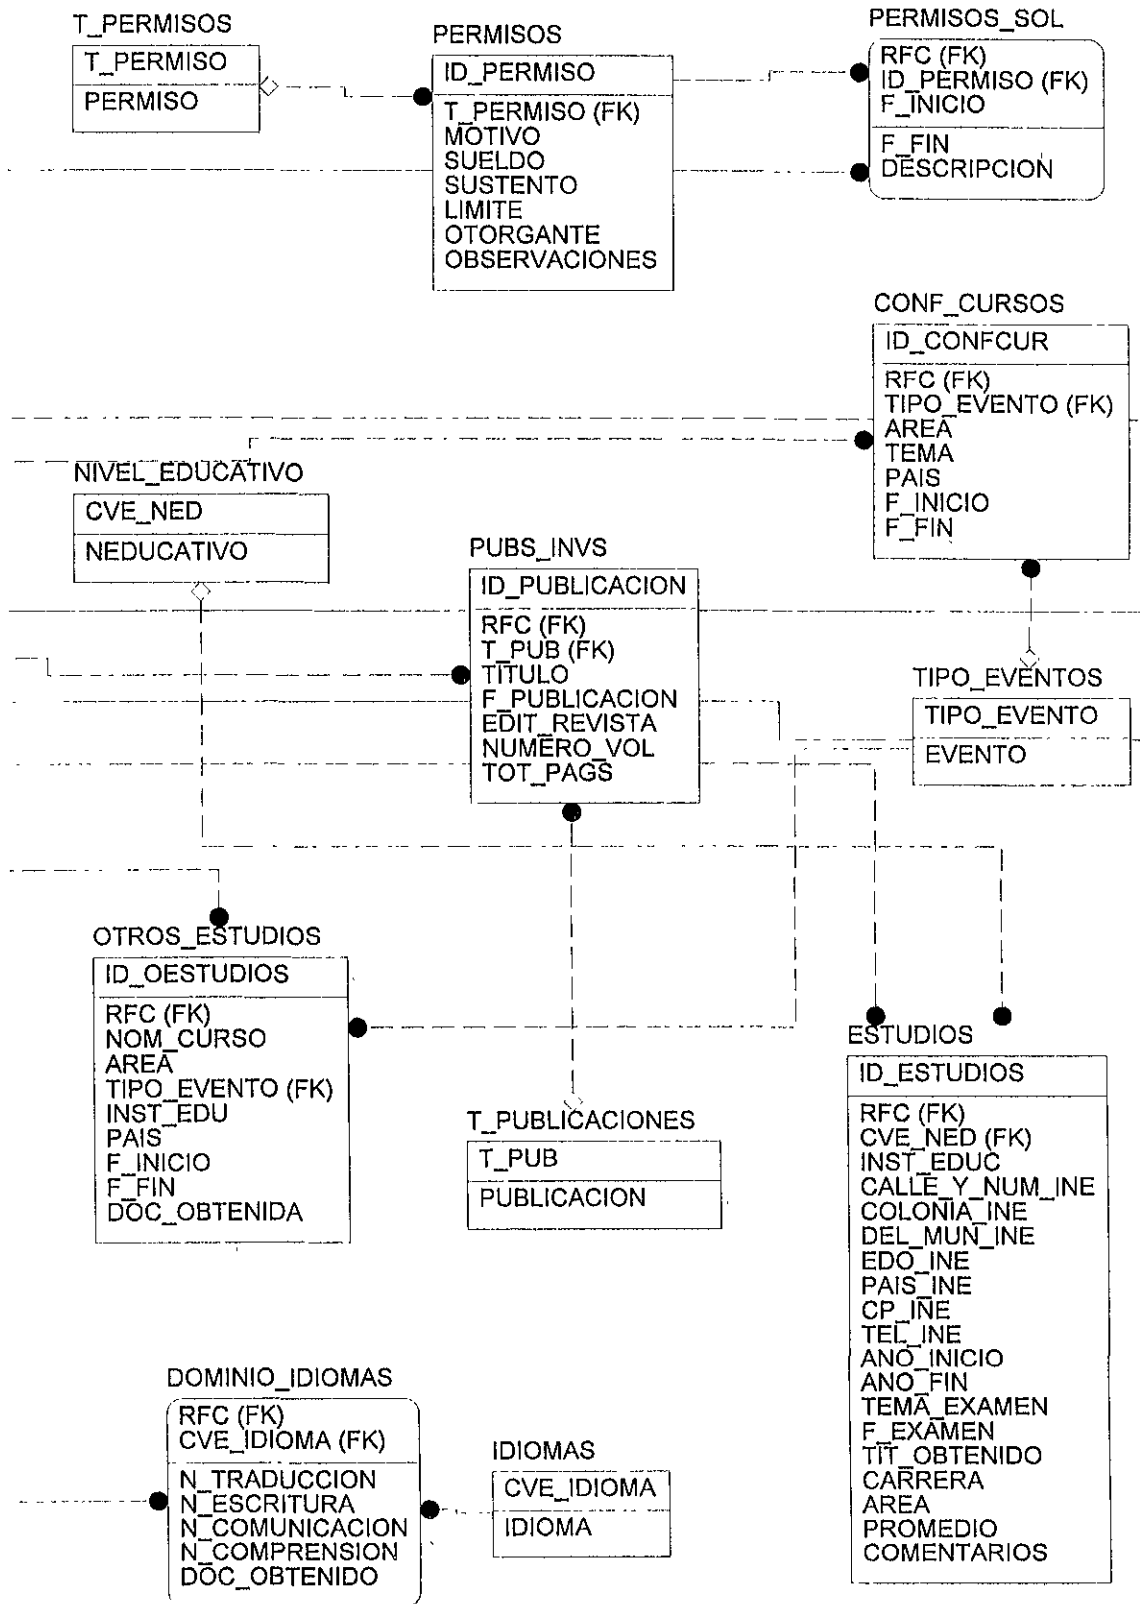 T_PERMISOS
T_PERMISO
PERMISO
PERMISOS
ID_PERMISO
T_PERMISO (FK)
MOTIVO
SUELDO
SUSTENTO
LIMITE
OTORGANTE
OBSERVACIONES
PERMISOS_SOL
RFC (FK)
ID_PERMISO (FK)
F_INICIO
F_FIN
DESCRIPCION
CONF_CURSOS
ID_CONFCUR
RFC (FK)
TIPO_EVENTO (FK)
AREA
TEMA
PAIS
F_INICIO
F_FIN
NIVEL_EDUCATIVO
CVE_NED
NEDUCATIVO
PUBS_INVS
ID_PUBLICACION
RFC (FK)
T_PUB (FK)
TITULO
F_PUBLICACION
EDIT_REVISTA
NUMERO_VOL
TOT_PAGS
TIPO_EVENTOS
TIPO_EVENTO
EVENTO
OTROS_ESTUDIOS
ID_OESTUDIOS
RFC (FK)
NOM_CURSO
AREA
TIPO_EVENTO (FK)
INST_EDU
PAIS
F_INICIO
F_FIN
DOC_OBTENIDA
T_PUBLICACIONES
T_PUB
PUBLICACION
ESTUDIOS
ID_ESTUDIOS
RFC (FK)
CVE_NED (FK)
INST_EDUC
CALLE_Y_NUM_INE
COLONIA_INE
DEL_MUN_INE
EDO_INE
PAIS_INE
CP_INE
TEL_INE
ANO_INICIO
ANO_FIN
TEMA_EXAMEN
F_EXAMEN
TIT_OBTENIDO
CARRERA
AREA
PROMEDIO
COMENTARIOS
DOMINIO_IDIOMAS
RFC (FK)
CVE_IDIOMA (FK)
N_TRADUCCION
N_ESCRITURA
N_COMUNICACION
N_COMPRENSION
DOC_OBTENIDO
IDIOMAS
CVE_IDIOMA
IDIOMA